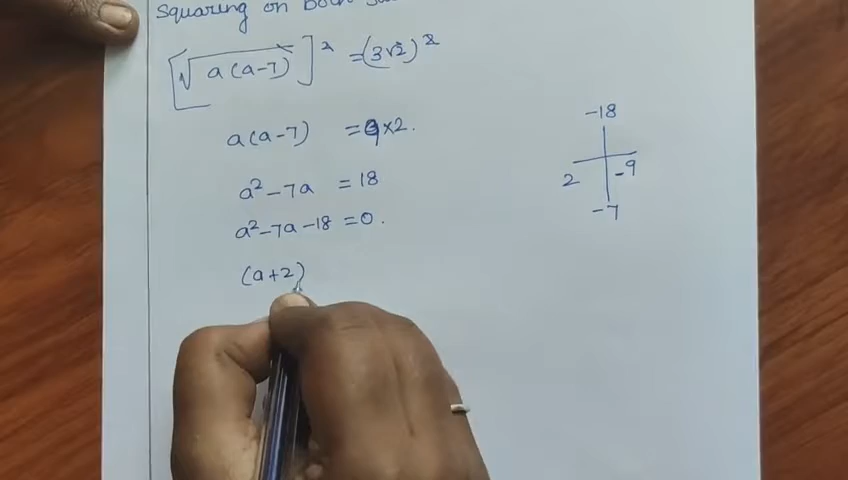 Squaring on both
[√a(a-7)]² = (3√2)²
a(a-7) = 9×2.
a² - 7a = 18
a² - 7a - 18 = 0.
(a+2)
-18
2 -9
-7